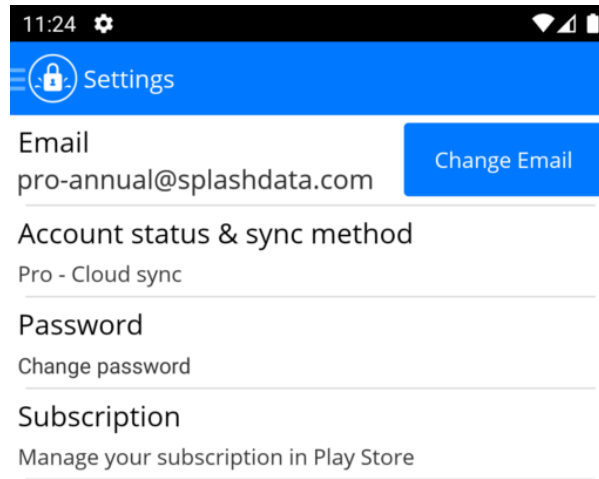 11:24
Settings
Email
pro-annual@splashdata.com
Change Email
Account status & sync method
Pro - Cloud sync
Password
Change password
Subscription
Manage your subscription in Play Store